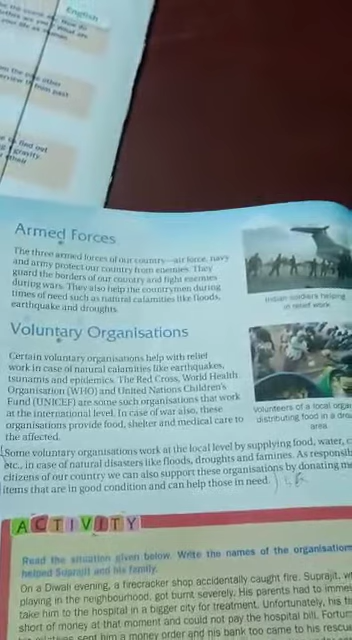 English
Armed Forces
The three armed forces of our country—air force, navy
and army protect our country from enemies. They
guard the borders of our country and fight enemies
during wars. They also help the countrymen during
times of need such as natural calamities like floods,
earthquake and droughts.
Indian soldiers helping
in relief work.
Voluntary Organisations
Certain voluntary organisations help with relief
work in case of natural calamities like earthquakes,
tsunamis and epidemics. The Red Cross, World Health
Organisation (WHO) and United Nations Children's
Fund (UNICEF) are some such organisations that work
at the international level. In case of war also, these
organisations provide food, shelter and medical care to
the affected.
Volunteers of a local
distributing food in a
area.
Some voluntary organisations work at the local level by supplying food, water,
etc., in case of natural disasters like floods, droughts and famines. As
citizens of our country we can also support these organisations by donating
items that are in good condition and can help those in need.
ACTIVITY
Read the situation given below. Write the names of the
helped Suprajit and his family.
On a Diwali evening, a firecracker shop accidentally caught fire. Suprajit,
playing in the neighbourhood, got burnt severely. His parents had to
take him to the hospital in a bigger city for treatment. Unfortunately, his
short of money at that moment and could not pay the hospital bill.
sent him a money order and his bank too came to his